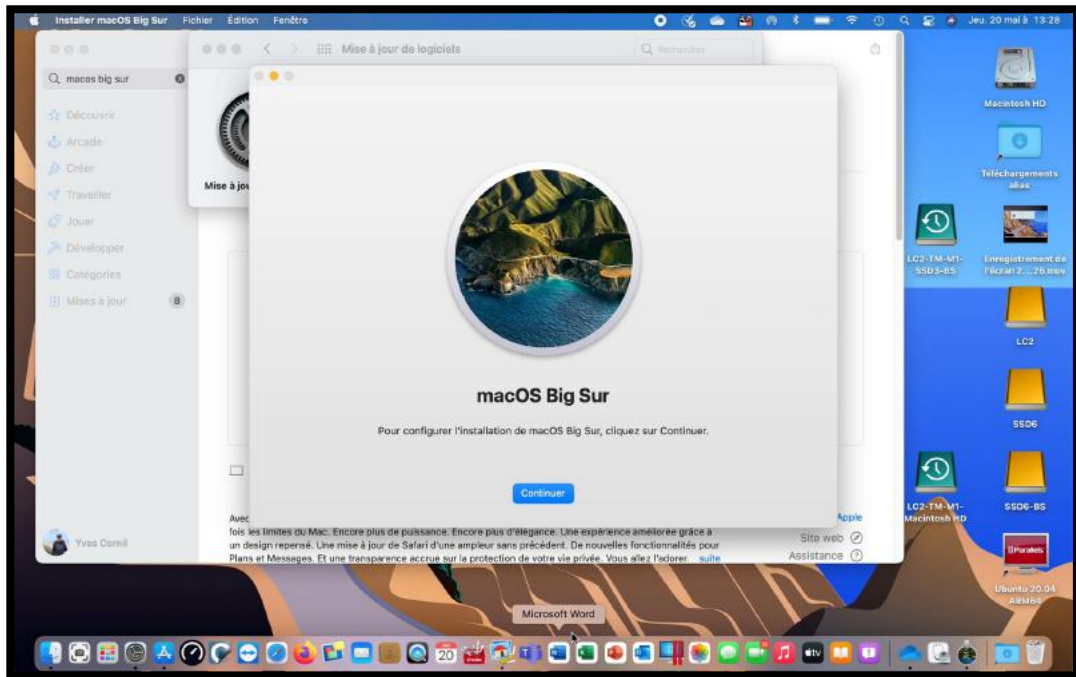 Installer macOS Big Sur Fichier Édition Fenêtre
Jeu. 20 mai à 13:28
Mise à jour de logiciels
Rechercher
macos big sur
Découvrir
Arcade
Créer
Travailler
Jouer
Développer
Catégories
Mises à jour 8
Yves Cornil
Mise à jou
macOS Big Sur
Pour configurer l'installation de macOS Big Sur, cliquez sur Continuer.
Continuer
Avec
fois les limites du Mac. Encore plus de puissance. Encore plus d'élégance. Une expérience améliorée grâce à
un design repensé. Une mise à jour de Safari d'une ampleur sans précédent. De nouvelles fonctionnalités pour
Plans et Messages. Et une transparence accrue sur la protection de votre vie privée. Vous allez l'adorer. suite
Apple
Site web
Assistance
Macintosh HD
Téléchargements
alias
LC2-TM-M1-
SSD3-BS
Enregistrement de
l'écran 2... 26.mov
LC2
SSD6
LC2-TM-M1-
Macintosh HD
SSD6-BS
Parallels
Ubuntu 20.04
ARM64
Microsoft Word
20
tv